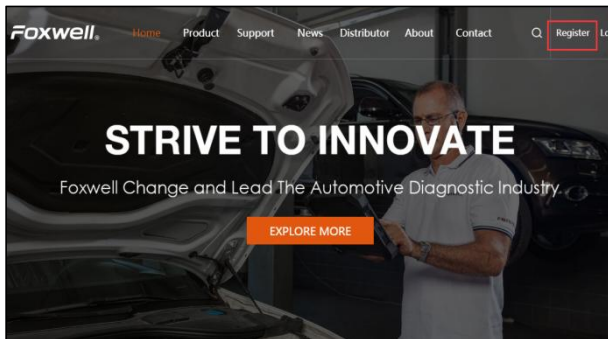 Foxwell® Home Product Support News Distributor About Contact Register Lo
STRIVE TO INNOVATE
Foxwell Change and Lead The Automotive Diagnostic Industry
EXPLORE MORE